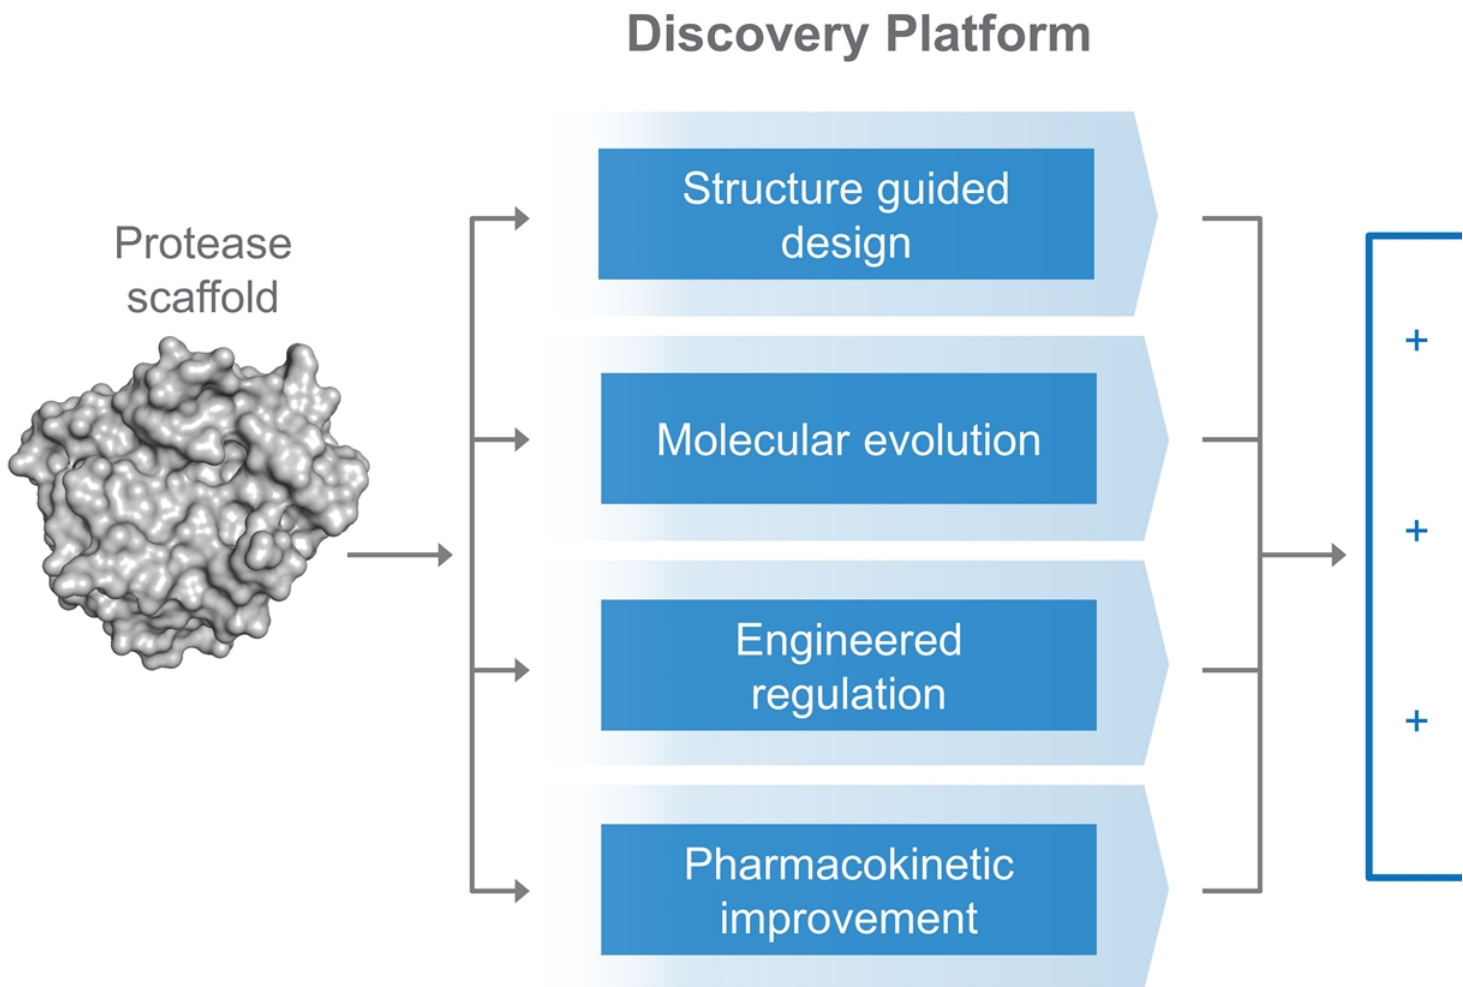 Discovery Platform
Protease
scaffold
Structure guided
design
Molecular evolution
Engineered
regulation
Pharmacokinetic
improvement
+
+
+